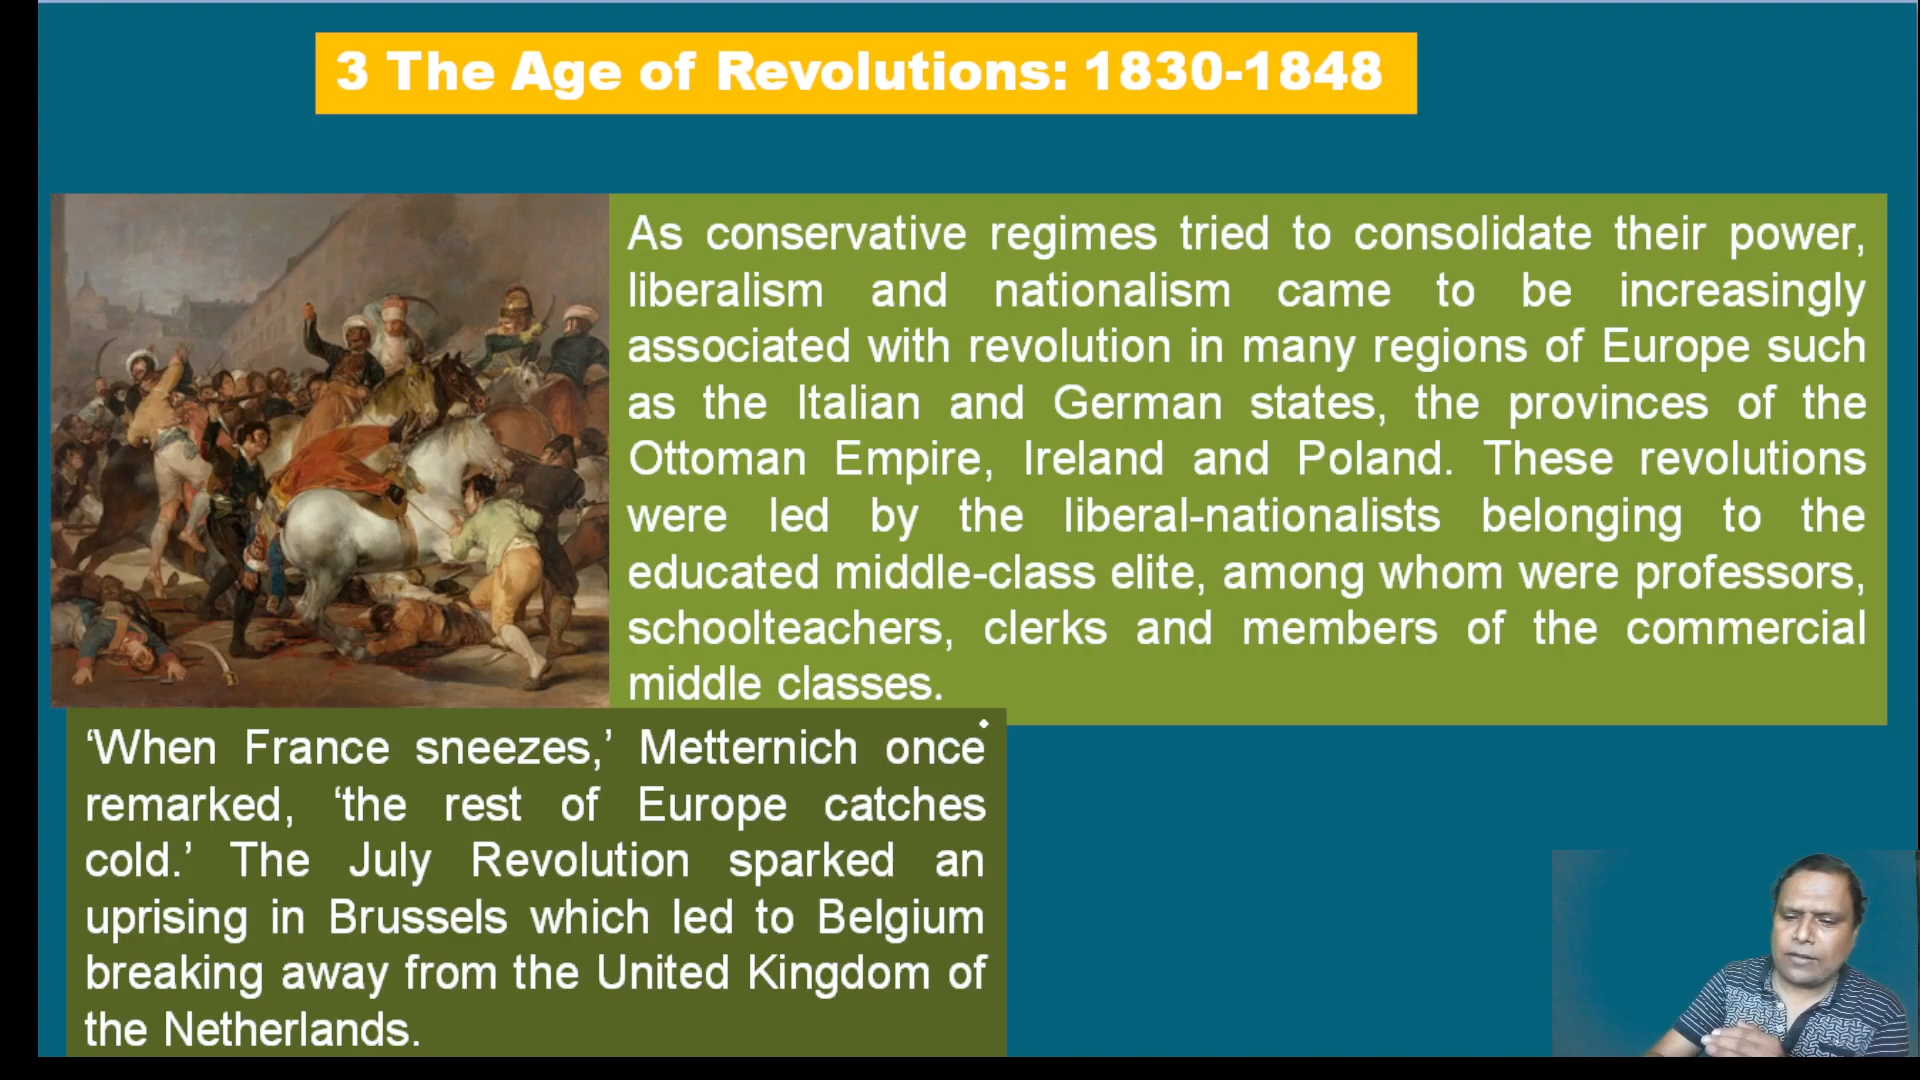 3 The Age of Revolutions: 1830-1848
As conservative regimes tried to consolidate their power,
liberalism and nationalism came to be increasingly
associated with revolution in many regions of Europe such
as the Italian and German states, the provinces of the
Ottoman Empire, Ireland and Poland. These revolutions
were led by the liberal-nationalists belonging to the
educated middle-class elite, among whom were professors,
schoolteachers, clerks and members of the commercial
middle classes.
‘When France sneezes,’ Metternich once
remarked, ‘the rest of Europe catches
cold.’ The July Revolution sparked an
uprising in Brussels which led to Belgium
breaking away from the United Kingdom of
the Netherlands.